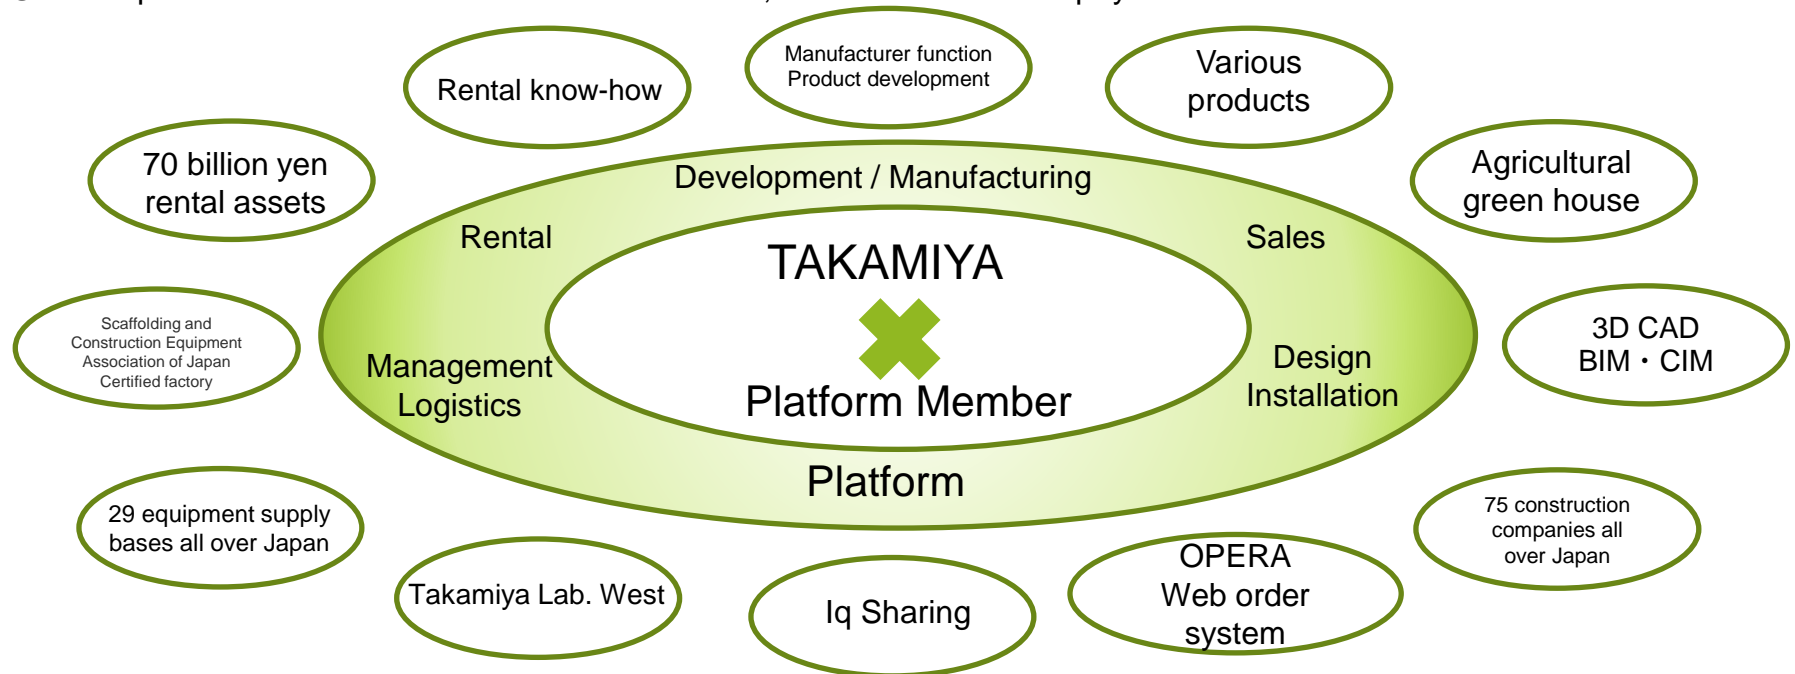 Manufacturer function
Product development
Various
products
Rental know-how
70 billion yen
rental assets
Development / Manufacturing
Agricultural
green house
Rental
Sales
TAKAMIYA
Scaffolding and
Construction Equipment
Association of Japan
Certified factory
3D CAD
BIM・CIM
Management
Logistics
Design
Installation
Platform Member
Platform
29 equipment supply
bases all over Japan
75 construction
companies all
over Japan
Takamiya Lab. West
Iq Sharing
OPERA
Web order
system